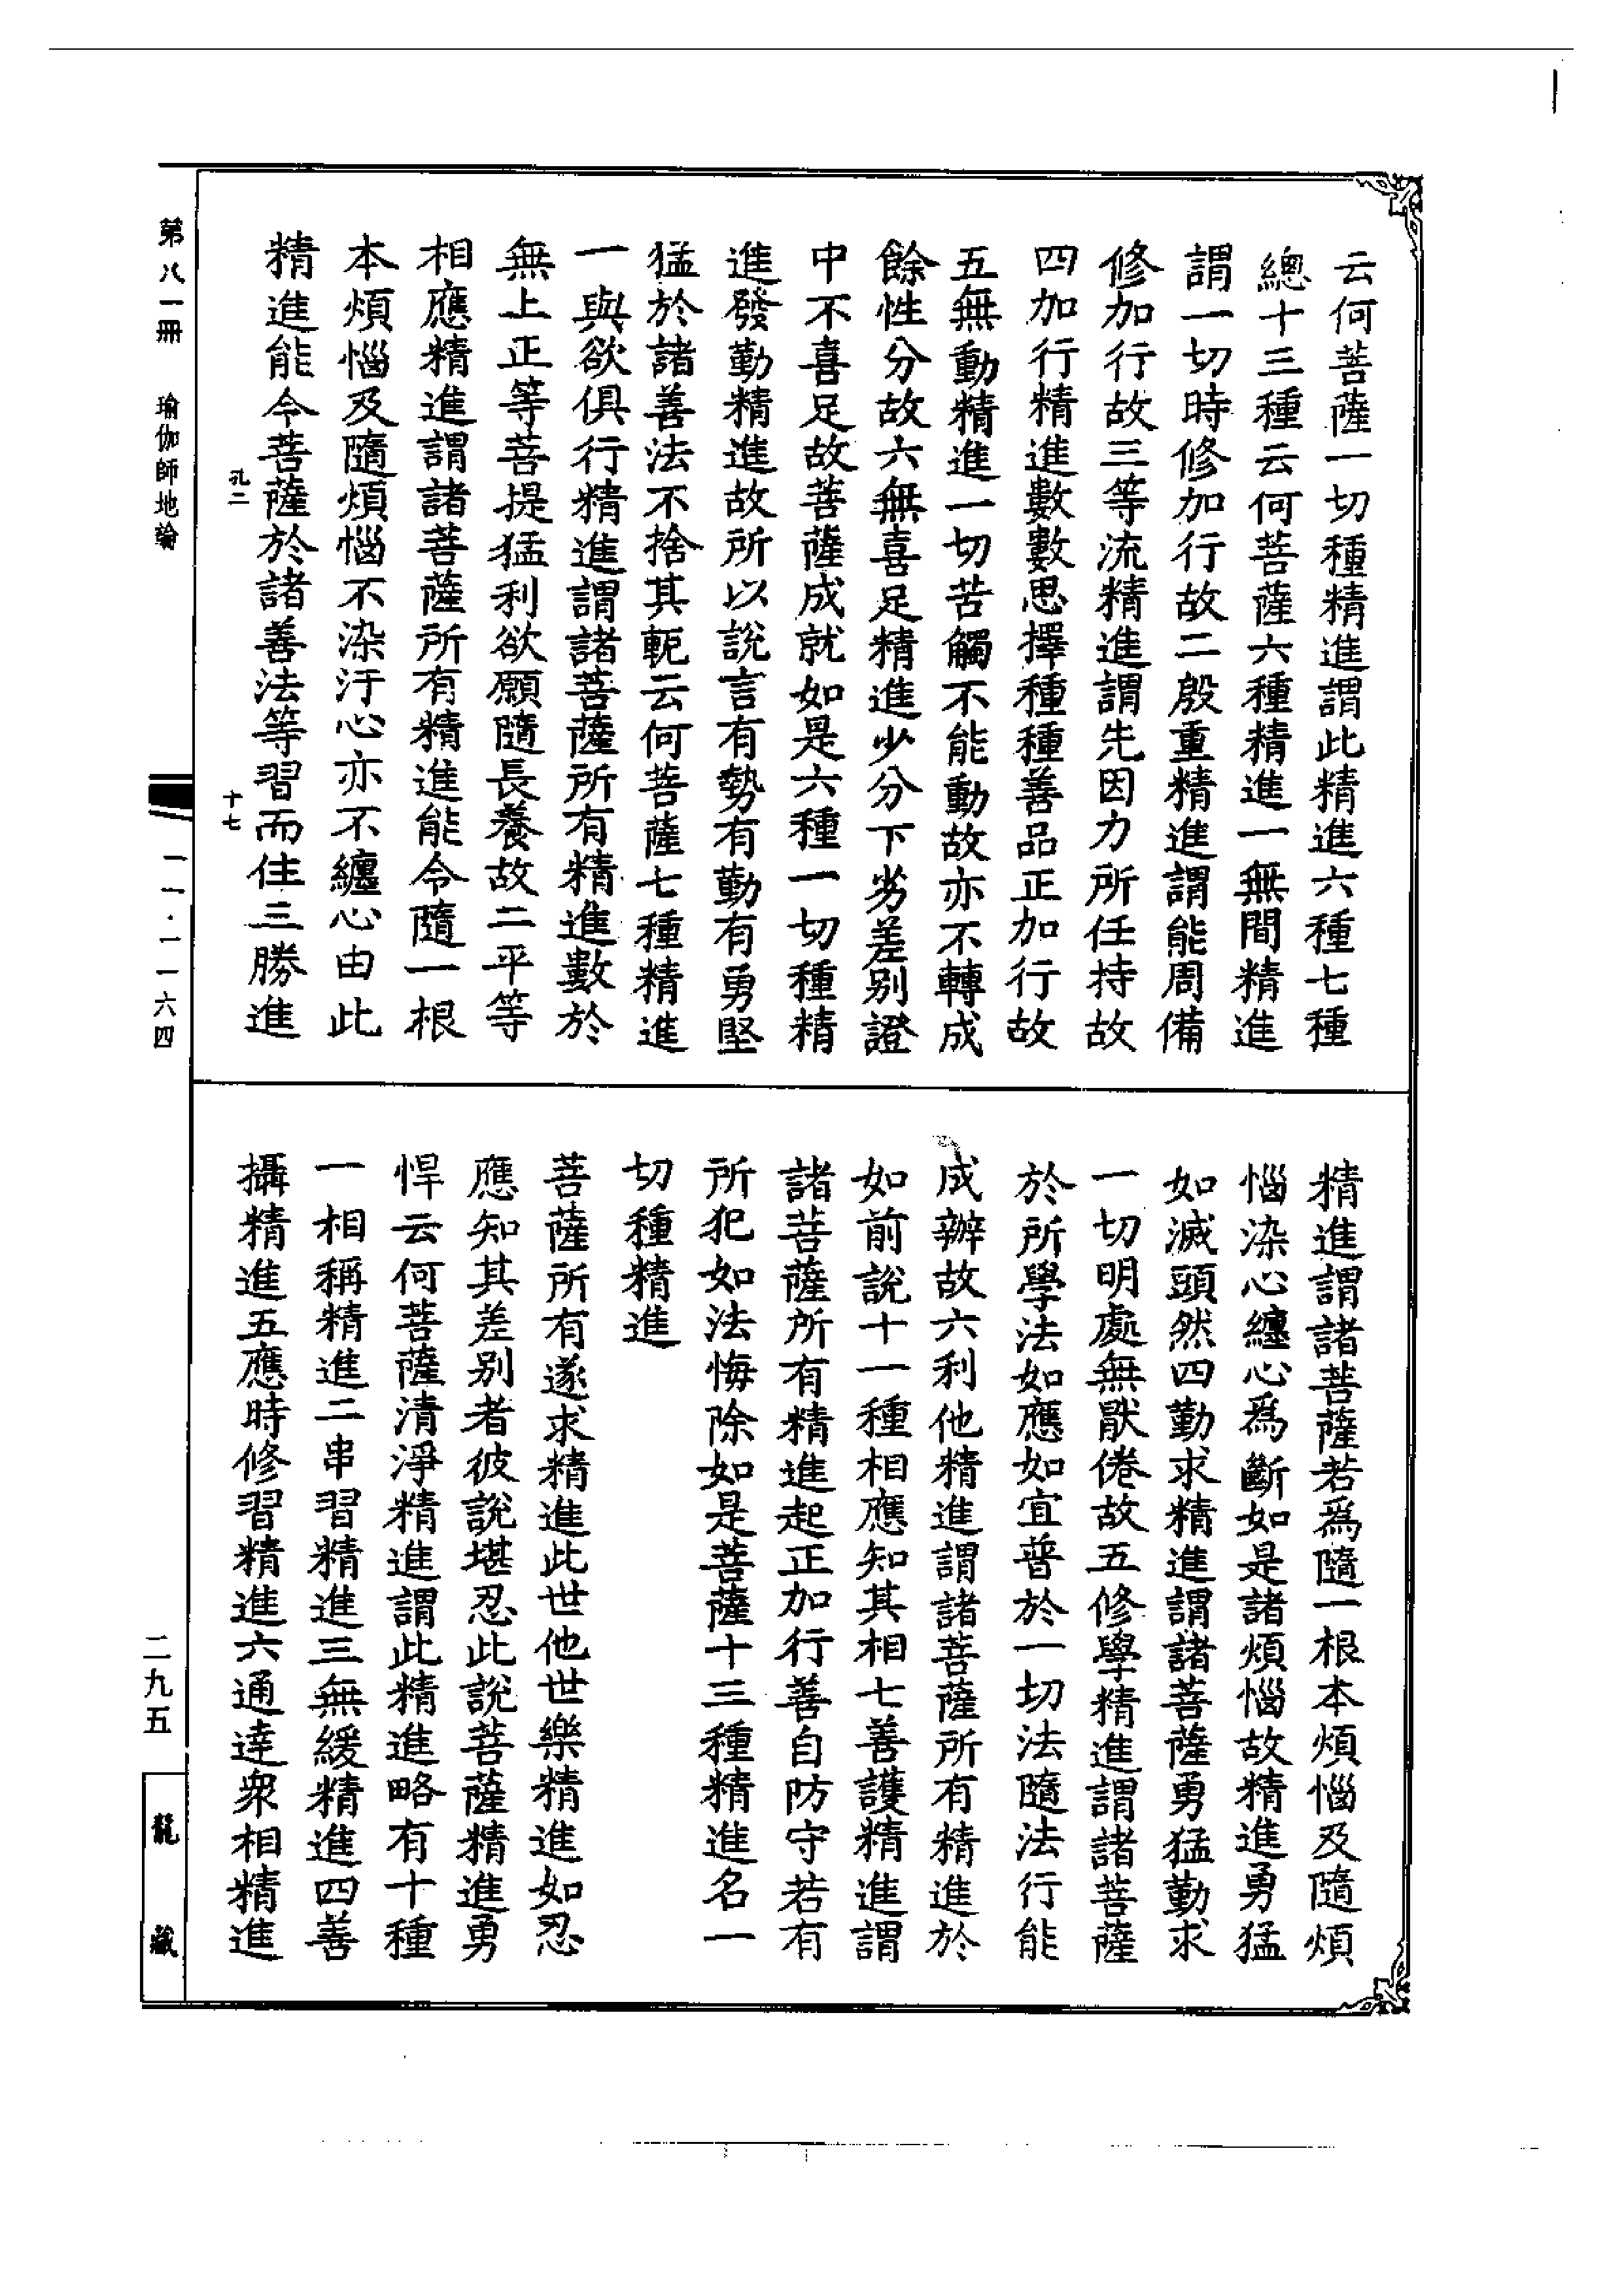 云何菩薩一切種精進謂此精進六種七種
總十三種云何菩薩六種精進一無間精進
謂一切時修加行故二殷重精進謂能周備
修加行故三等流精進謂先因力所任持故
四加行精進數數思擇種種善品正加行故
五無動精進一切苦觸不能動故亦不轉成
餘性分故六無喜足精進少分下劣差別證
中不喜足故菩薩成就如是六種一切種精
進發勤精進故所以說言有勢有勤有勇堅
猛於諸善法不捨其軛云何菩薩七種精進
一與欲俱行精進謂諸菩薩所有精進數於
無上正等菩提猛利欲願隨長養故二平等
相應精進謂諸菩薩所有精進能令隨一根
本煩惱及隨煩惱不染汙心亦不纏心由此
精進能令菩薩於諸善法等習而住三勝進
孔二 十七
精進謂諸菩薩若為隨一根本煩惱及隨煩
惱染心纏心為斷如是諸煩惱故精進勇猛
如滅頭然四勤求精進謂諸菩薩勇猛勤求
一切明處無猒倦故五修學精進謂諸菩薩
於所學法如應如宜普於一切法隨法行能
成辦故六利他精進謂諸菩薩所有精進於
如前說十一種相應知其相七善護精進謂
諸菩薩所有精進起正加行善自防守若有
所犯如法悔除如是菩薩十三種精進名一
切種精進
菩薩所有遂求精進此世他世樂精進如忍
應知其差別者彼說堪忍此說菩薩精進勇
悍云何菩薩清淨精進謂此精進略有十種
一相稱精進二串習精進三無緩精進四善
攝精進五應時修習精進六通達眾相精進
第八一冊 瑜伽師地論 一一·一一六四
二九五
龍藏